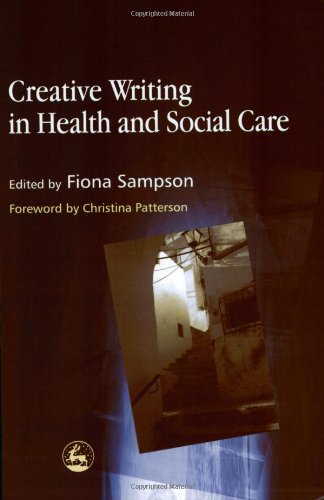 Creative Writing
in Health and Social Care
Edited by Fiona Sampson
Foreword by Christina Patterson